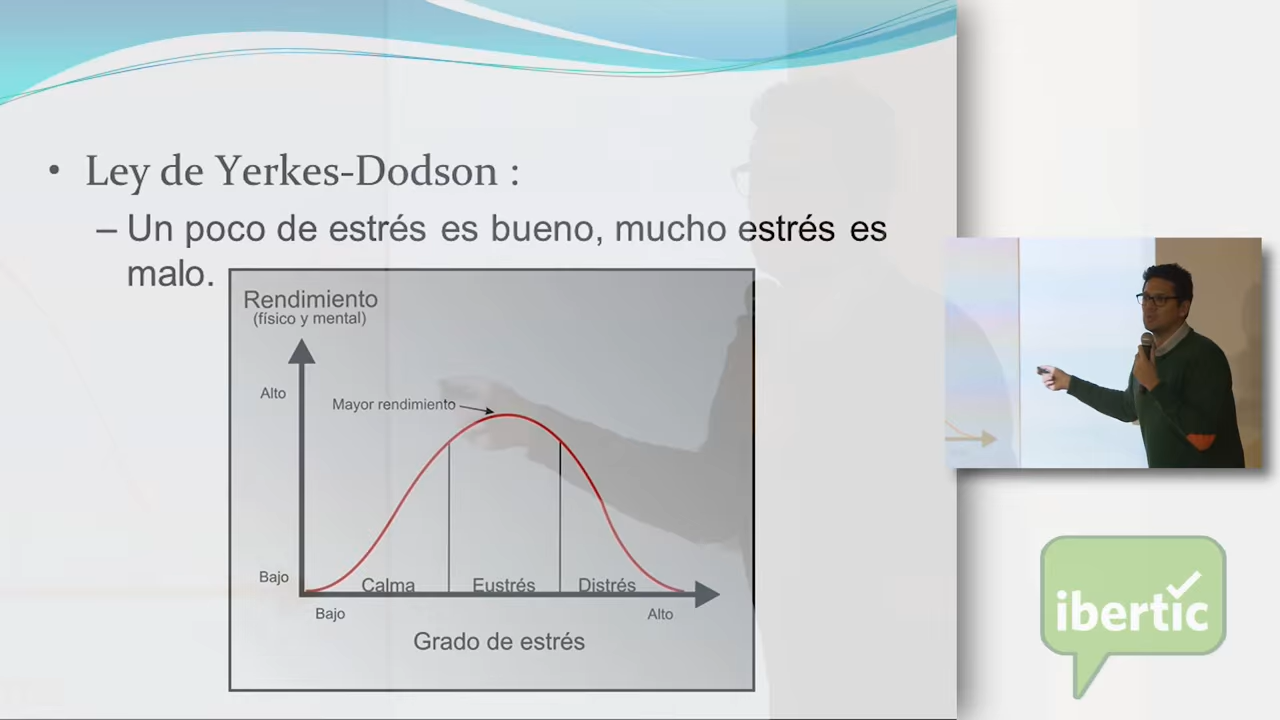 • Ley de Yerkes-Dodson :
– Un poco de estrés es bueno, mucho estrés es
malo.
Rendimiento
(físico y mental)
Alto
Mayor rendimiento
Bajo
Calma Eustrés Distrés
Bajo Alto
Grado de estrés
ibertic